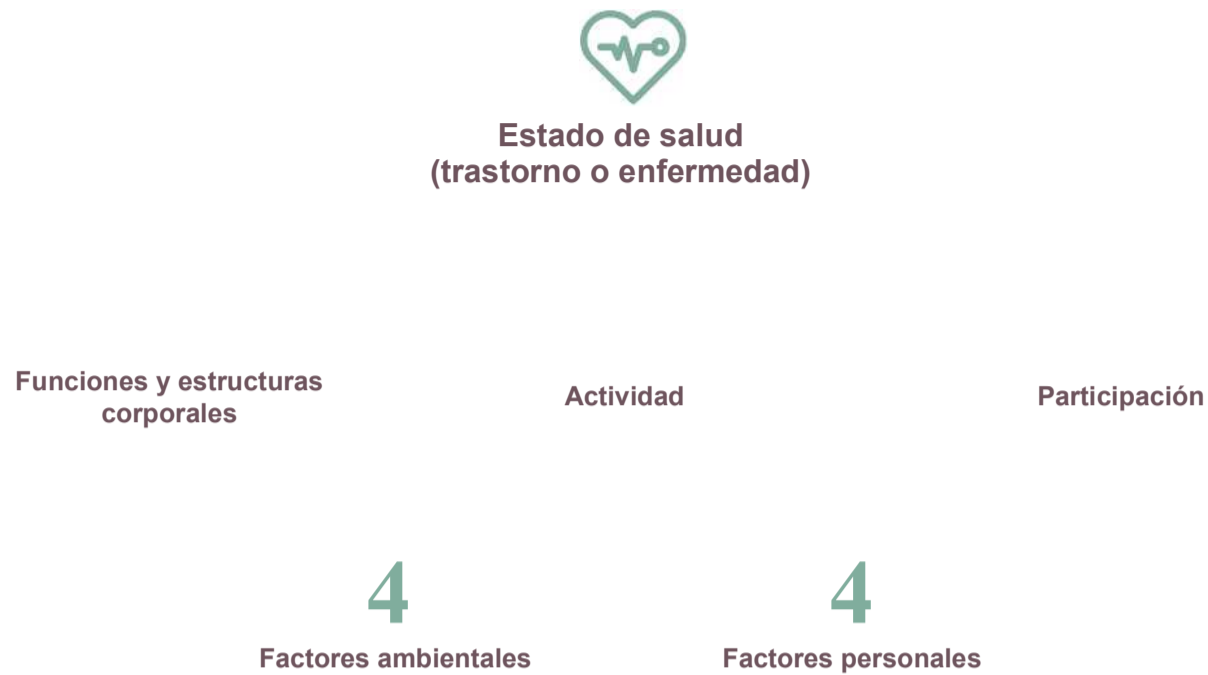 Estado de salud
(trastorno o enfermedad)
Funciones y estructuras
corporales
Actividad
Participación
4
Factores ambientales
4
Factores personales